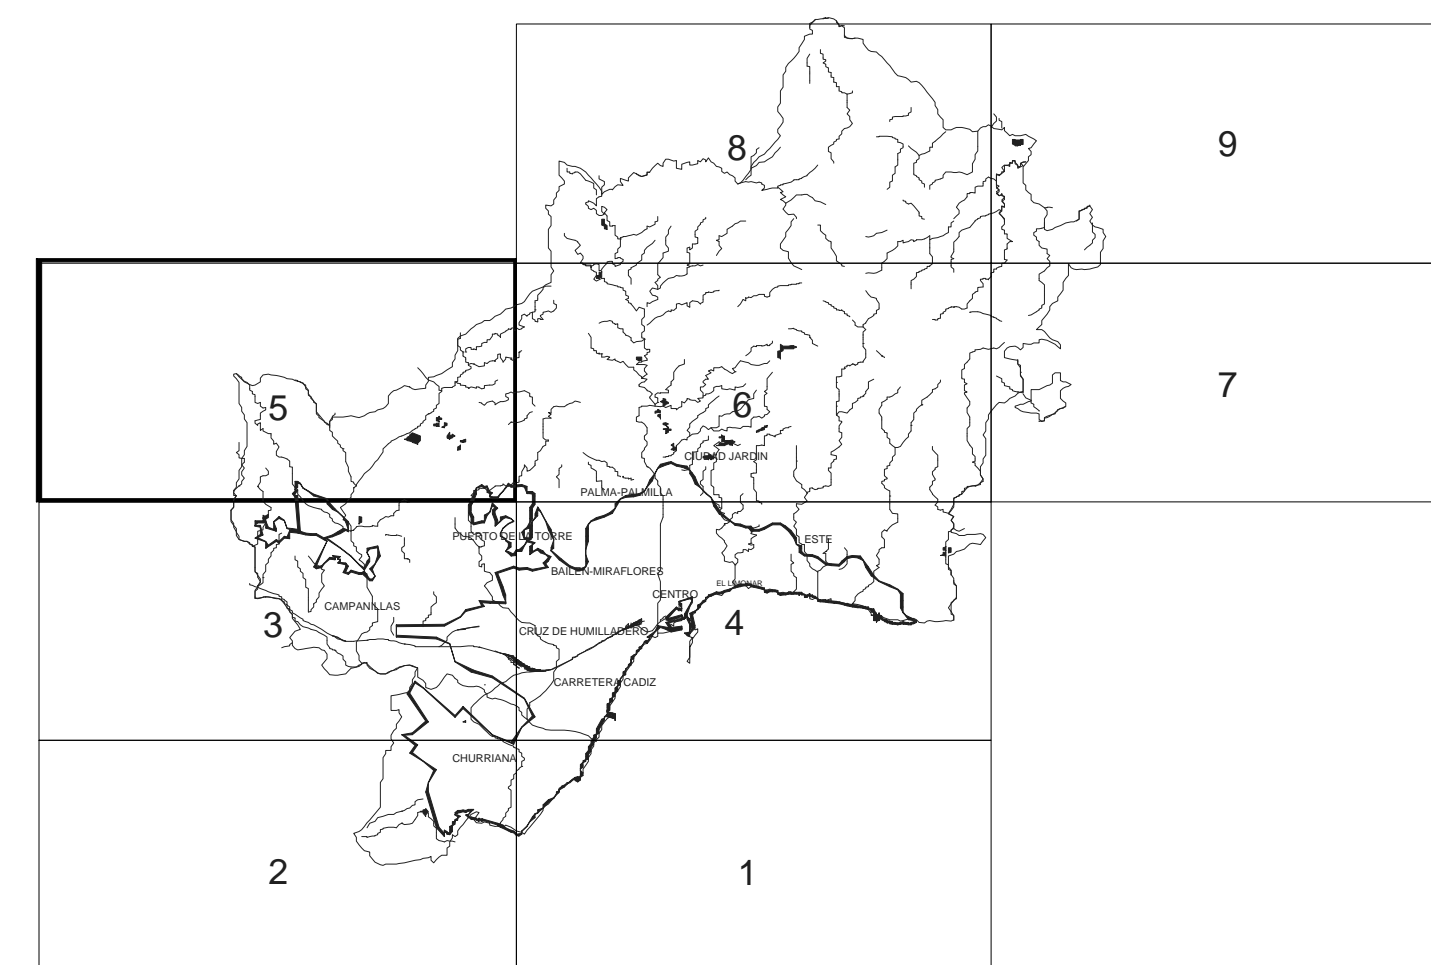 8
9
5
6
7
CIUDAD JARDIN
PALMA-PALMILLA
PUERTO DE LA TORRE
ESTE
BAILEN-MIRAFLORES
EL LIMONAR
CENTRO
CAMPANILLAS
3
CRUZ DE HUMILLADERO
4
CARRETERA CADIZ
CHURRIANA
2
1